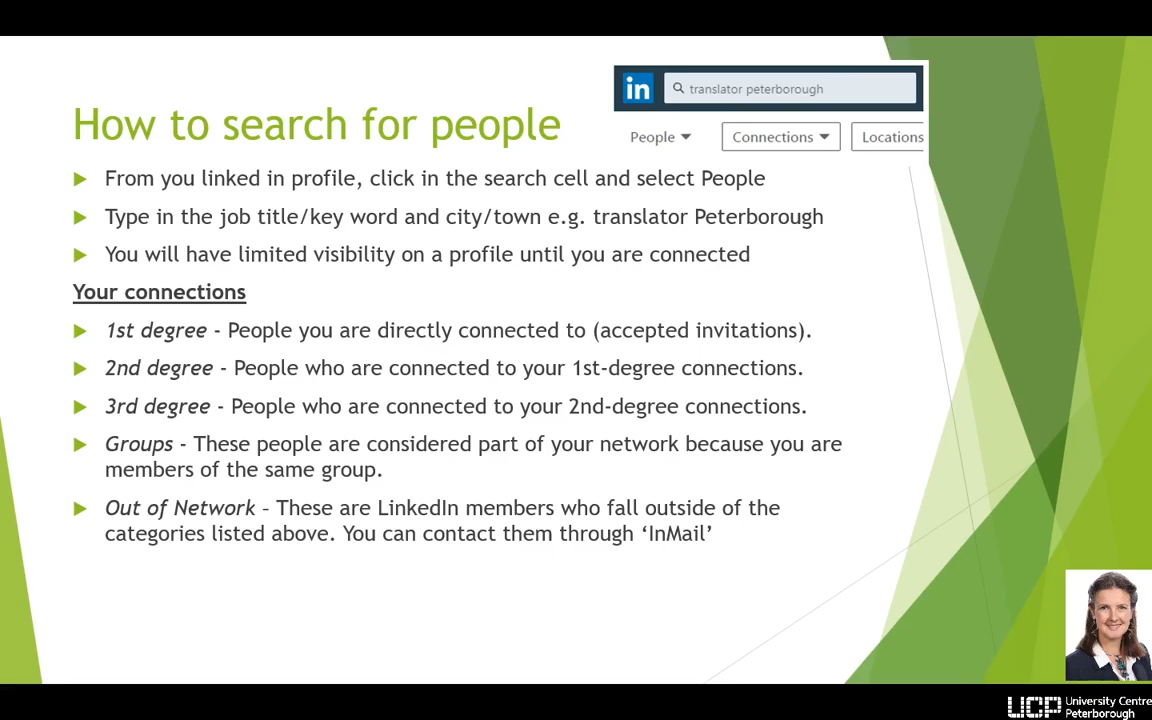 in
translator peterborough
People
Connections
Locations
How to search for people
From you linked in profile, click in the search cell and select People
Type in the job title/key word and city/town e.g. translator Peterborough
You will have limited visibility on a profile until you are connected
Your connections
1st degree - People you are directly connected to (accepted invitations).
2nd degree - People who are connected to your 1st-degree connections.
3rd degree - People who are connected to your 2nd-degree connections.
Groups - These people are considered part of your network because you are
members of the same group.
Out of Network – These are LinkedIn members who fall outside of the
categories listed above. You can contact them through ‘InMail’
UCP University Centre
Peterborough